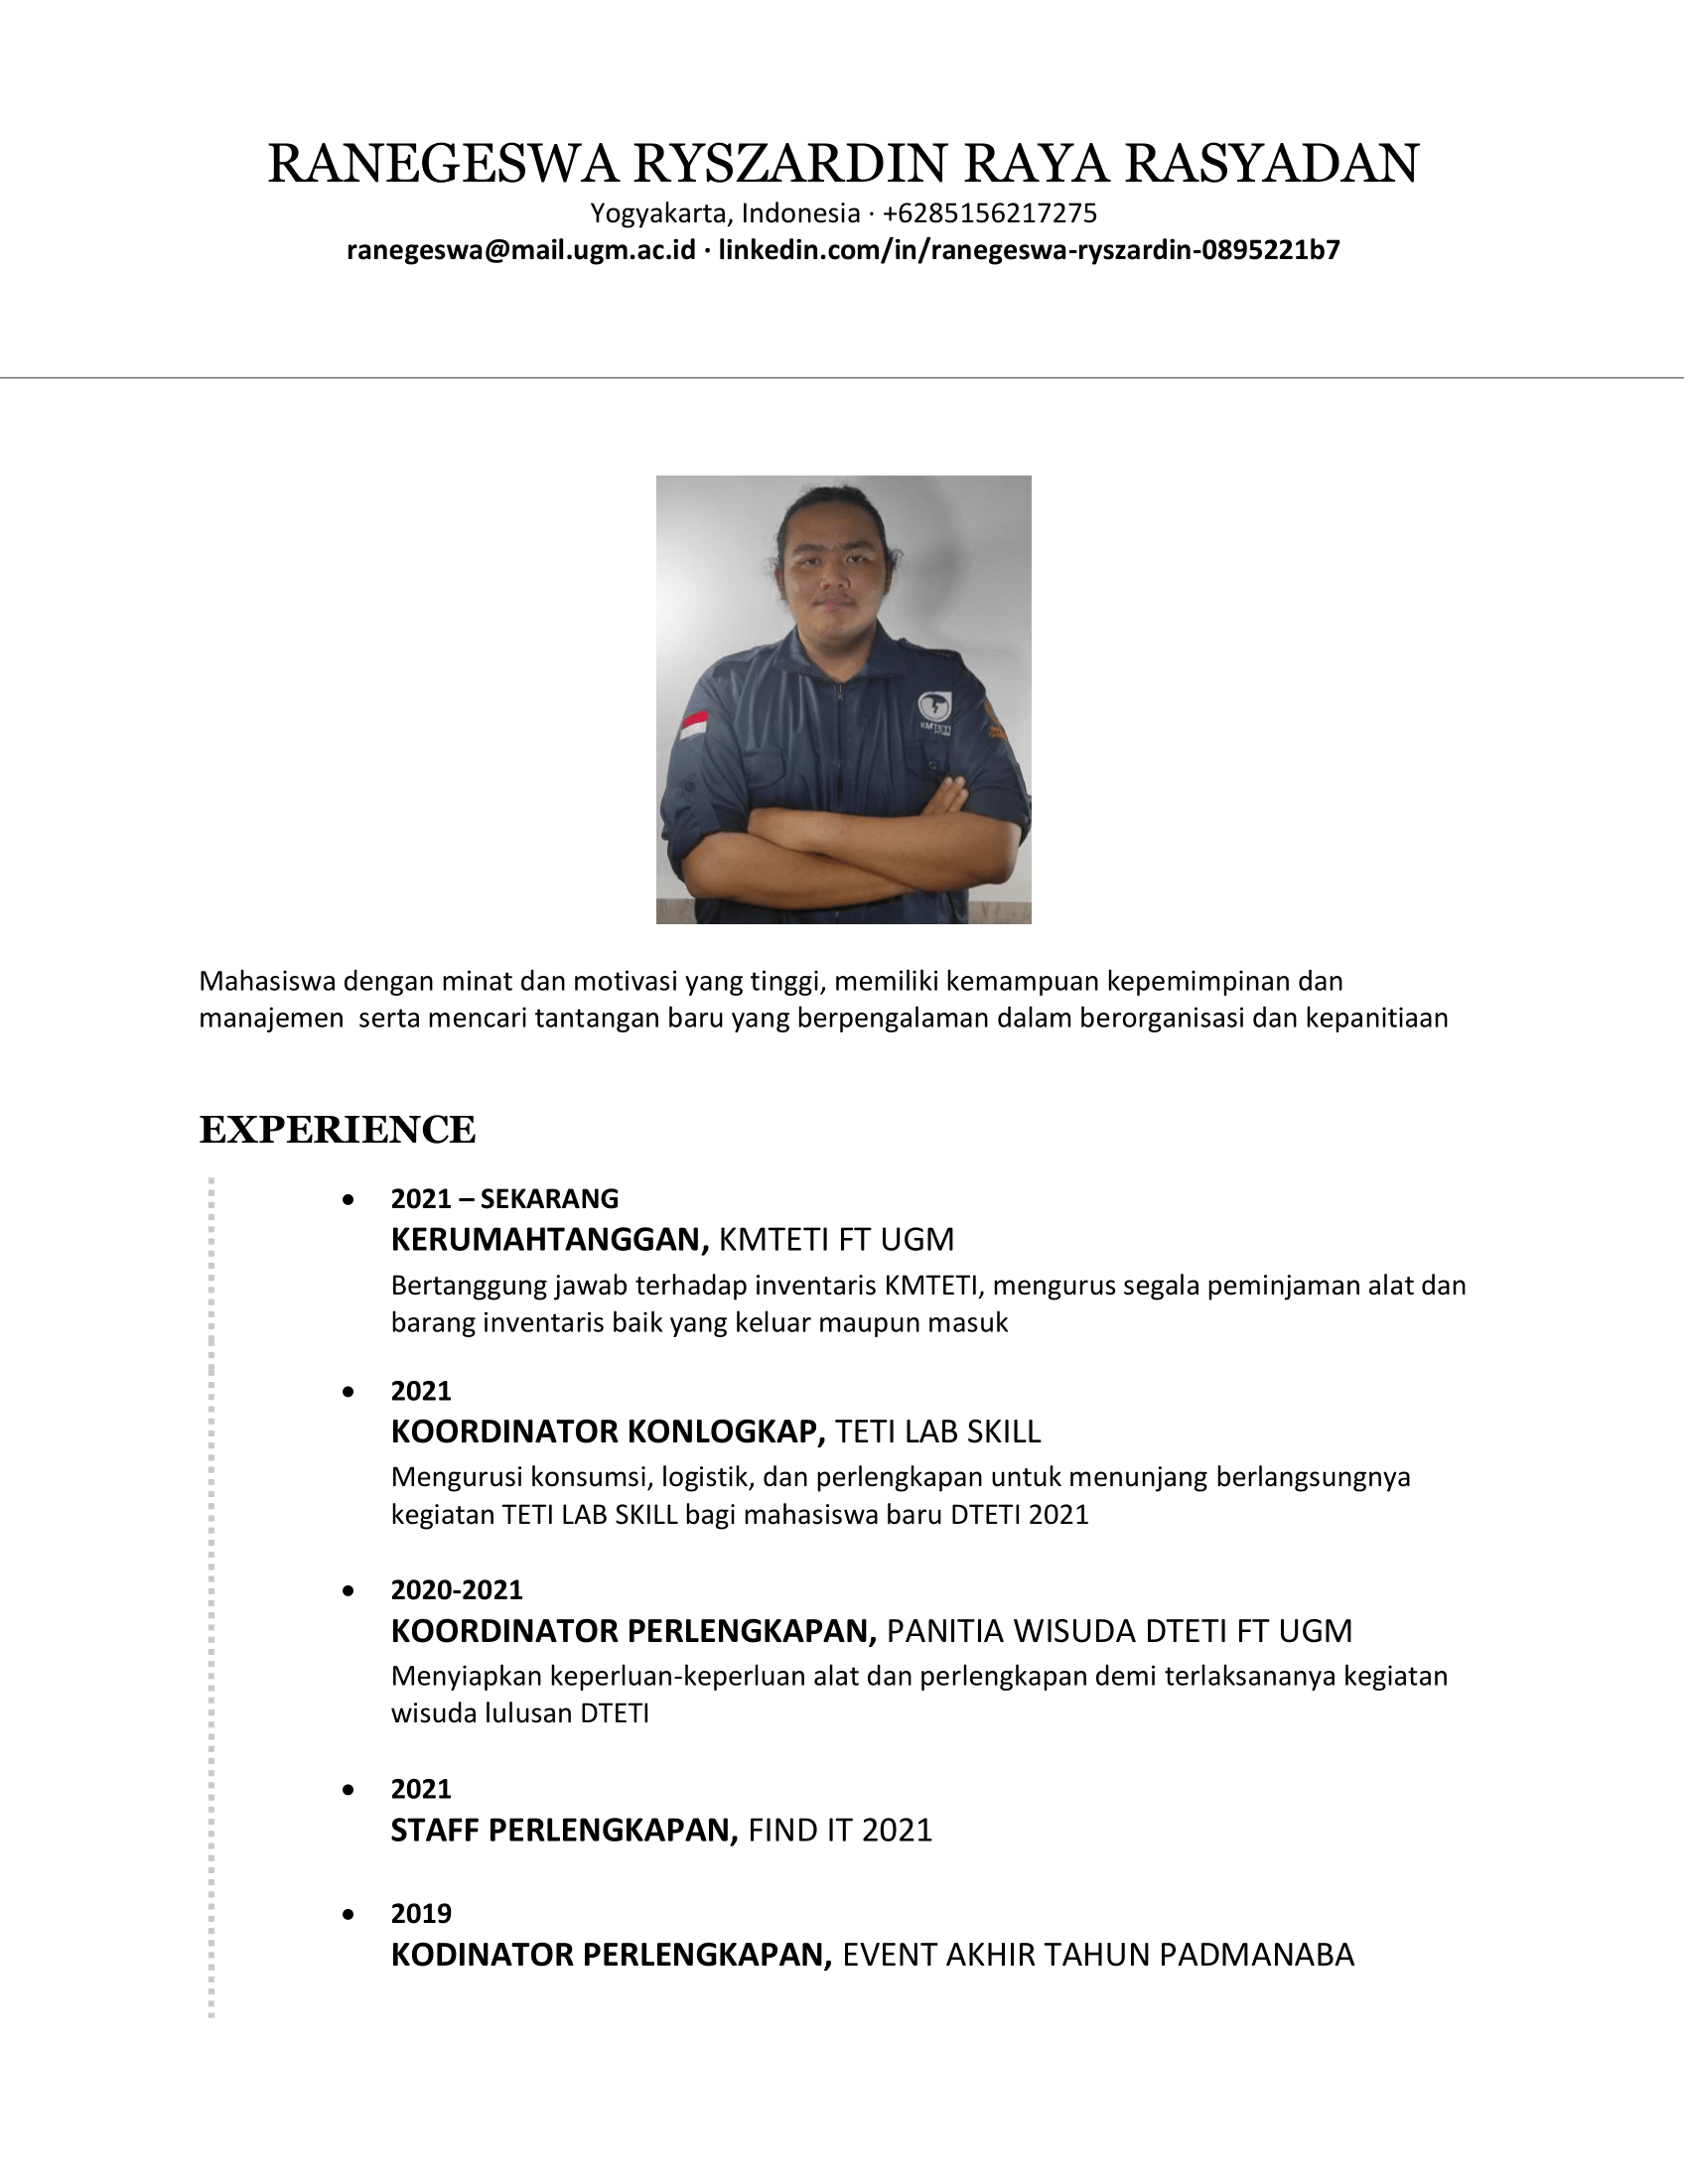 RANEGESWA RYSZARDIN RAYA RASYADAN
Yogyakarta, Indonesia · +6285156217275
ranegeswa@mail.ugm.ac.id · linkedin.com/in/ranegeswa-ryszardin-0895221b7
KMTETI
Mahasiswa dengan minat dan motivasi yang tinggi, memiliki kemampuan kepemimpinan dan
manajemen  serta mencari tantangan baru yang berpengalaman dalam berorganisasi dan kepanitiaan
EXPERIENCE
• 2021 – SEKARANG
KERUMAHTANGGAN, KMTETI FT UGM
Bertanggung jawab terhadap inventaris KMTETI, mengurus segala peminjaman alat dan
barang inventaris baik yang keluar maupun masuk
• 2021
KOORDINATOR KONLOGKAP, TETI LAB SKILL
Mengurusi konsumsi, logistik, dan perlengkapan untuk menunjang berlangsungnya
kegiatan TETI LAB SKILL bagi mahasiswa baru DTETI 2021
• 2020-2021
KOORDINATOR PERLENGKAPAN, PANITIA WISUDA DTETI FT UGM
Menyiapkan keperluan-keperluan alat dan perlengkapan demi terlaksananya kegiatan
wisuda lulusan DTETI
• 2021
STAFF PERLENGKAPAN, FIND IT 2021
• 2019
KODINATOR PERLENGKAPAN, EVENT AKHIR TAHUN PADMANABA